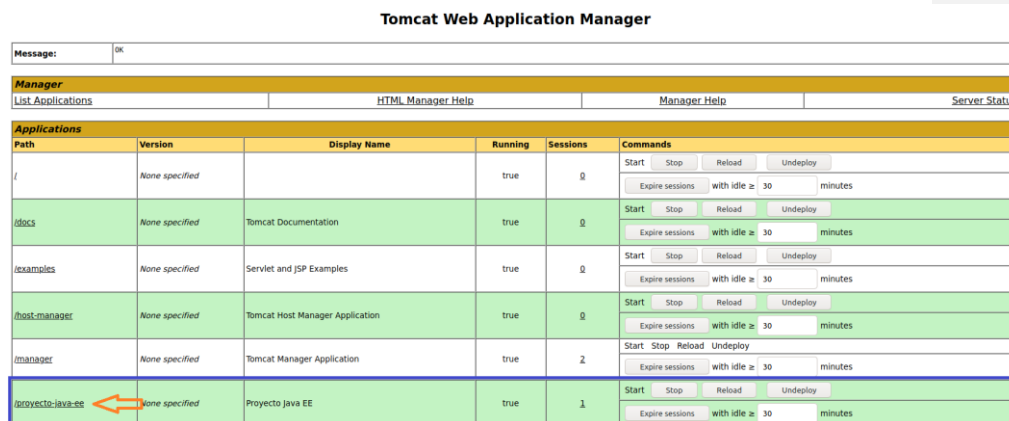 Tomcat Web Application Manager
Message: OK
Manager
List Applications HTML Manager Help Manager Help Server Statu
Applications
Path Version Display Name Running Sessions Commands
Start Stop Reload Undeploy
/ None specified true 0
Expire sessions with idle ≥ 30 minutes
Start Stop Reload Undeploy
/docs None specified Tomcat Documentation true 0
Expire sessions with idle ≥ 30 minutes
Start Stop Reload Undeploy
/examples None specified Servlet and JSP Examples true 0
Expire sessions with idle ≥ 30 minutes
Start Stop Reload Undeploy
/host-manager None specified Tomcat Host Manager Application true 0
Expire sessions with idle ≥ 30 minutes
Start Stop Reload Undeploy
/manager None specified Tomcat Manager Application true 2
Expire sessions with idle ≥ 30 minutes
Start Stop Reload Undeploy
/proyecto-java-ee None specified Proyecto Java EE true 1
Expire sessions with idle ≥ 30 minutes